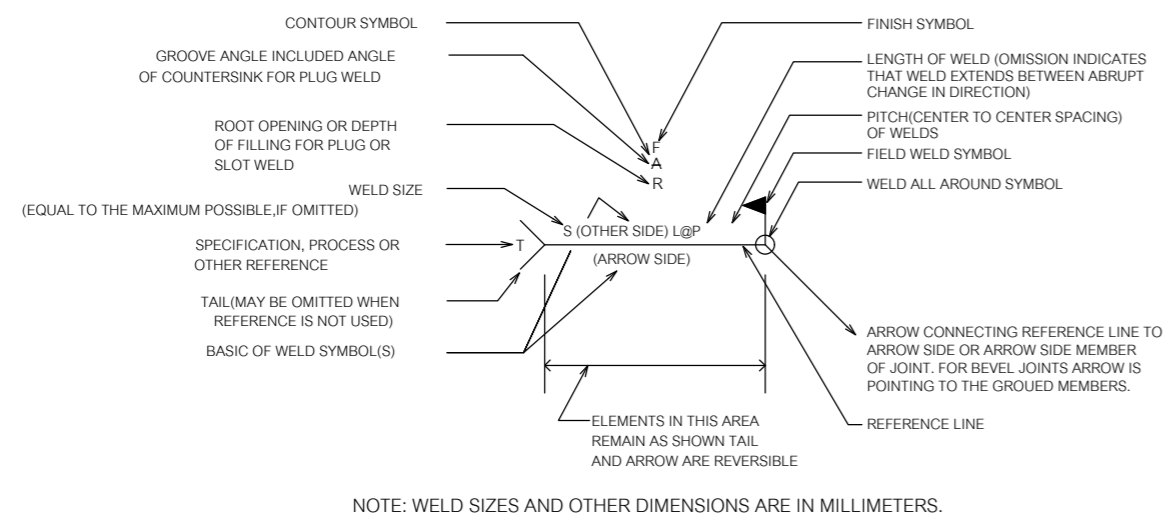 CONTOUR SYMBOL
GROOVE ANGLE INCLUDED ANGLE
OF COUNTERSINK FOR PLUG WELD
ROOT OPENING OR DEPTH
OF FILLING FOR PLUG OR
SLOT WELD
WELD SIZE
(EQUAL TO THE MAXIMUM POSSIBLE,IF OMITTED)
SPECIFICATION, PROCESS OR
OTHER REFERENCE
TAIL(MAY BE OMITTED WHEN
REFERENCE IS NOT USED)
BASIC OF WELD SYMBOL(S)
F
A
R
S (OTHER SIDE) L@P
T
(ARROW SIDE)
FINISH SYMBOL
LENGTH OF WELD (OMISSION INDICATES
THAT WELD EXTENDS BETWEEN ABRUPT
CHANGE IN DIRECTION)
PITCH(CENTER TO CENTER SPACING)
OF WELDS
FIELD WELD SYMBOL
WELD ALL AROUND SYMBOL
ARROW CONNECTING REFERENCE LINE TO
ARROW SIDE OR ARROW SIDE MEMBER
OF JOINT. FOR BEVEL JOINTS ARROW IS
POINTING TO THE GROUED MEMBERS.
REFERENCE LINE
ELEMENTS IN THIS AREA
REMAIN AS SHOWN TAIL
AND ARROW ARE REVERSIBLE
NOTE: WELD SIZES AND OTHER DIMENSIONS ARE IN MILLIMETERS.